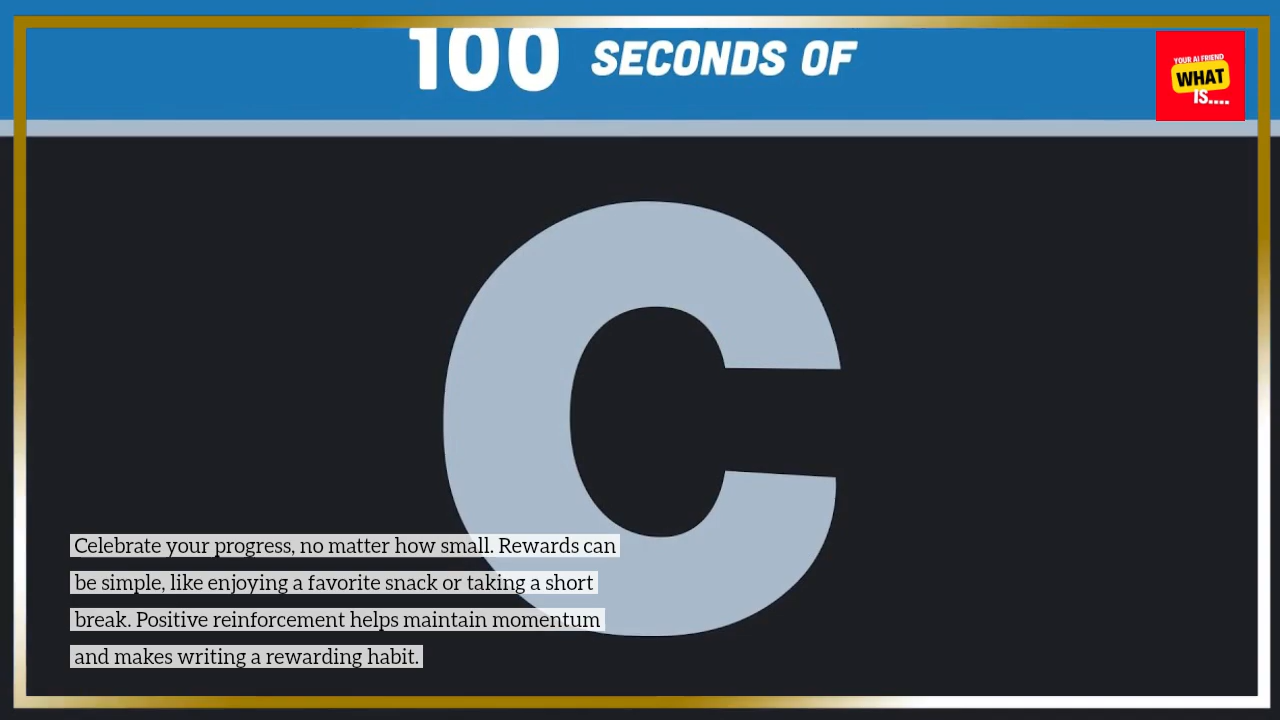 100 SECONDS OF
YOUR AI FRIEND
WHAT
IS....
C
Celebrate your progress, no matter how small. Rewards can
be simple, like enjoying a favorite snack or taking a short
break. Positive reinforcement helps maintain momentum
and makes writing a rewarding habit.